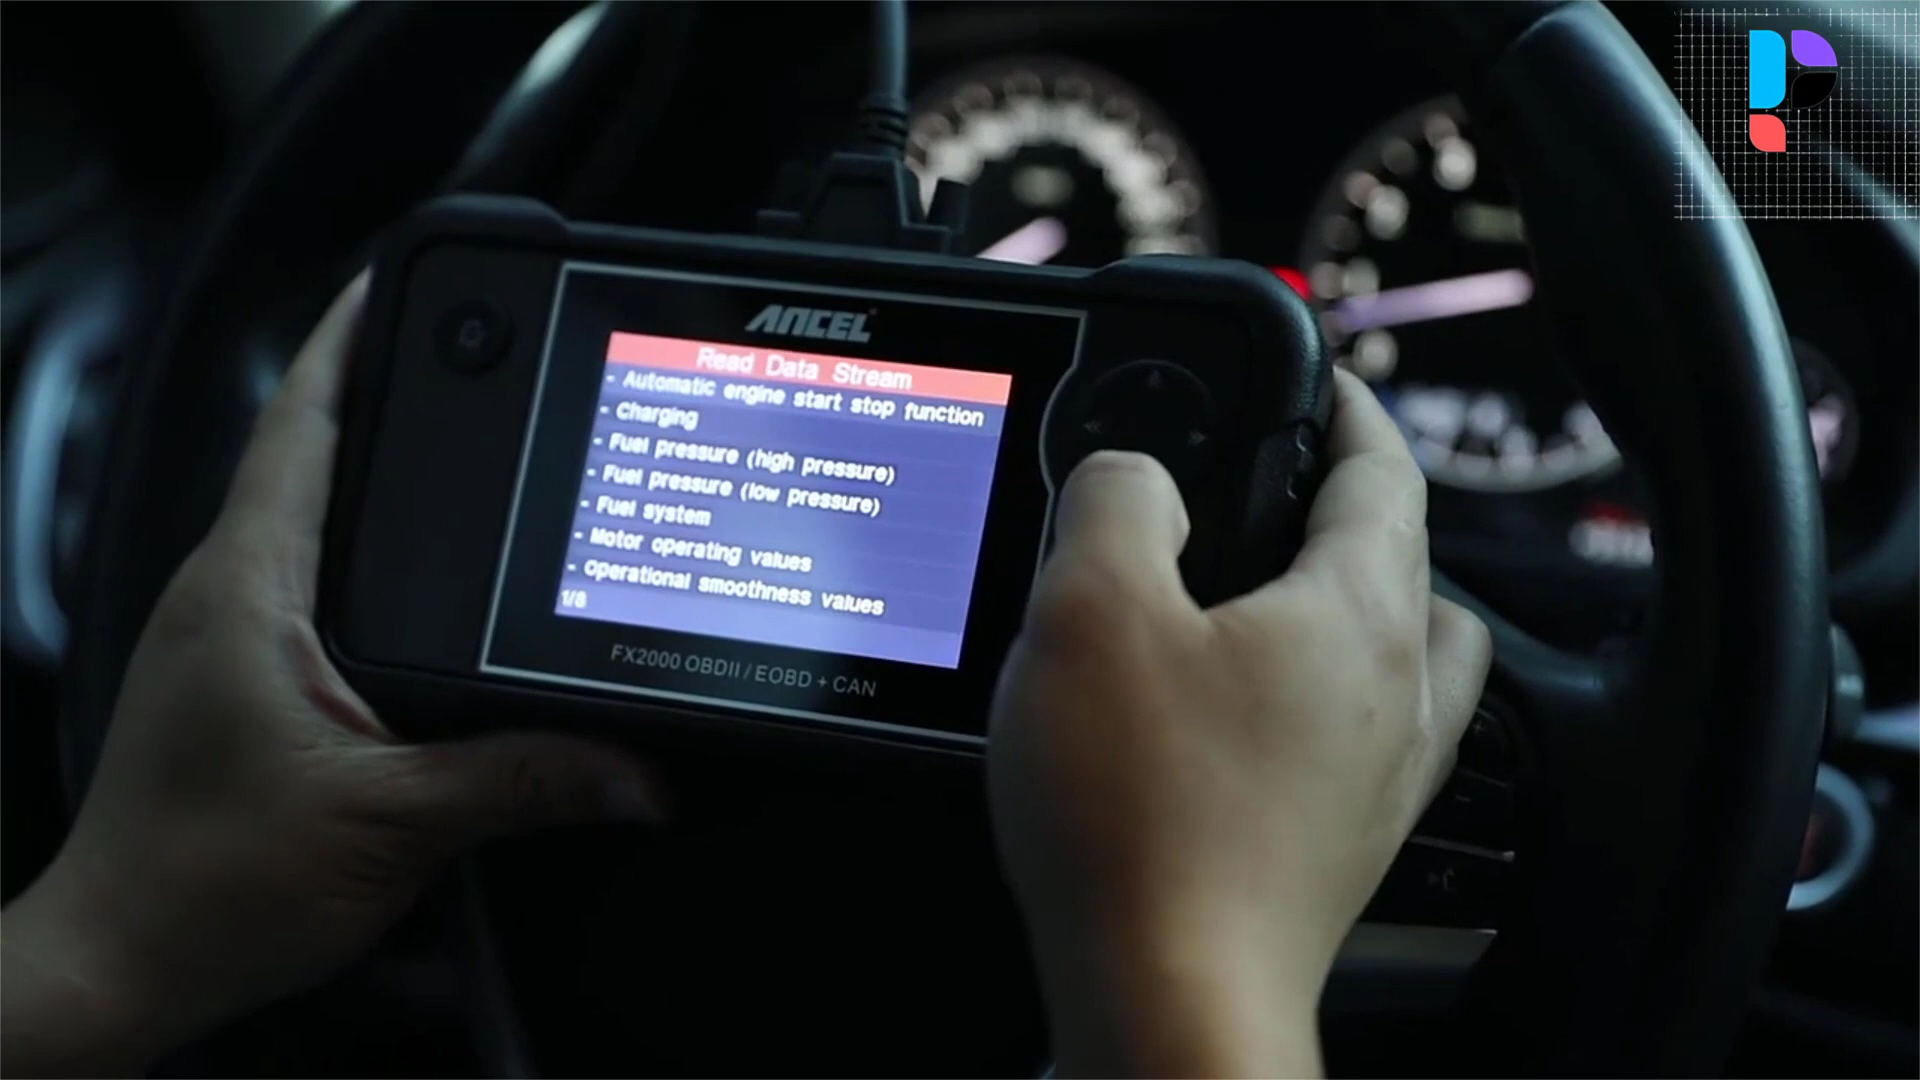 ANCEL
Read Data Stream
- Automatic engine start stop function
- Charging
- Fuel pressure (high pressure)
- Fuel pressure (low pressure)
- Fuel system
- Motor operating values
- Operational smoothness values
1/8
FX2000 OBDII / EOBD + CAN